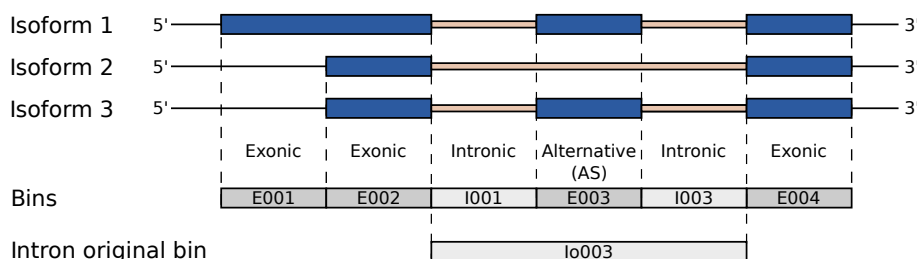 Isoform 1 5' 3'
Isoform 2 5' 3'
Isoform 3 5' 3'
Exonic Exonic Intronic Alternative Intronic Exonic
(AS)
Bins E001 E002 I001 E003 I003 E004
Intron original bin Io003